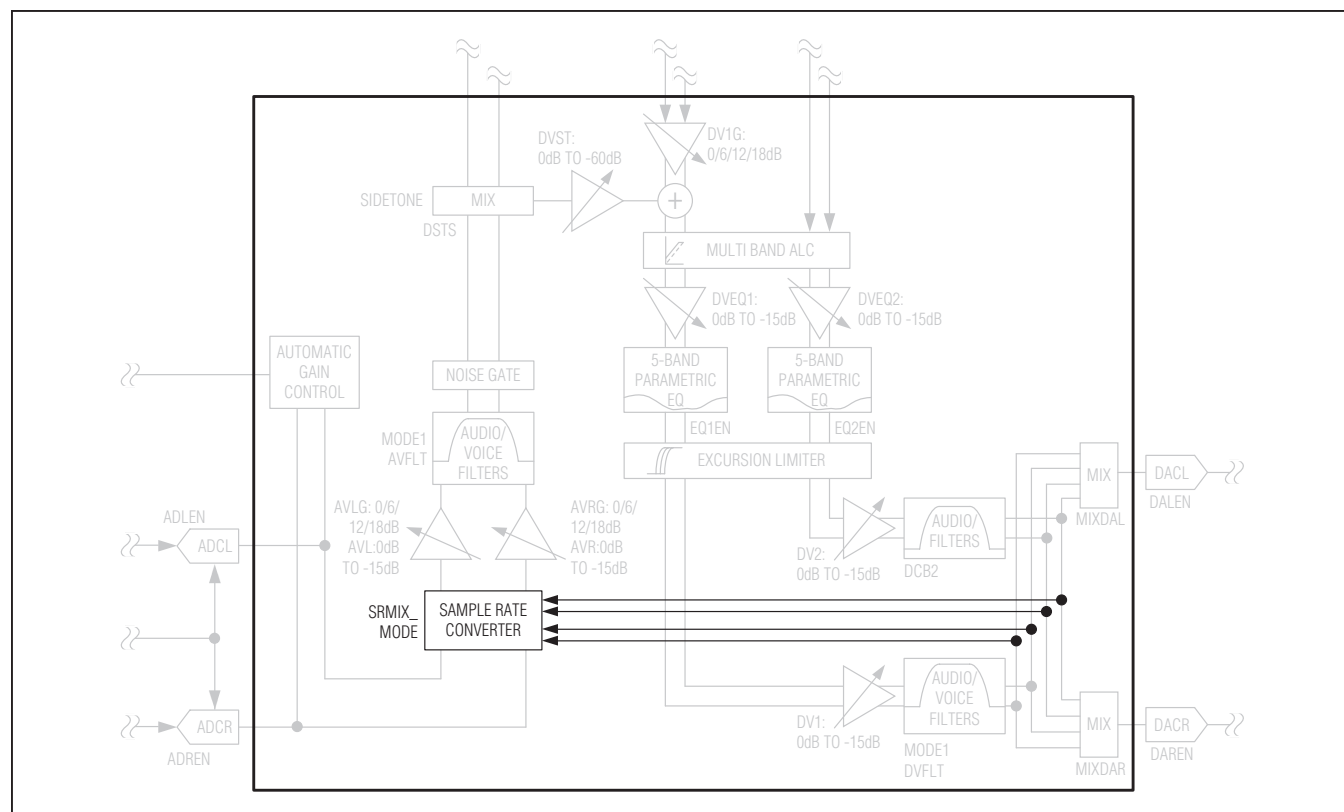 DVST:
0dB TO -60dB
DV1G:
0/6/12/18dB
SIDETONE
MIX
DSTS
+
MULTI BAND ALC
DVEQ1:
0dB TO -15dB
DVEQ2:
0dB TO -15dB
AUTOMATIC
GAIN
CONTROL
NOISE GATE
5-BAND
PARAMETRIC
EQ
5-BAND
PARAMETRIC
EQ
MODE1
AVFLT
AUDIO/
VOICE
FILTERS
EQ1EN
EQ2EN
EXCURSION LIMITER
MIX
DACL
DALEN
MIXDAL
AVLG: 0/6/
12/18dB
AVL:0dB
TO -15dB
AVRG: 0/6/
12/18dB
AVR:0dB
TO -15dB
ADLEN
ADCL
DV2:
0dB TO -15dB
AUDIO/
FILTERS
DCB2
SRMIX_
MODE
SAMPLE RATE
CONVERTER
ADCR
ADREN
DV1:
0dB TO -15dB
AUDIO/
VOICE
FILTERS
MODE1
DVFLT
MIX
MIXDAR
DACR
DAREN